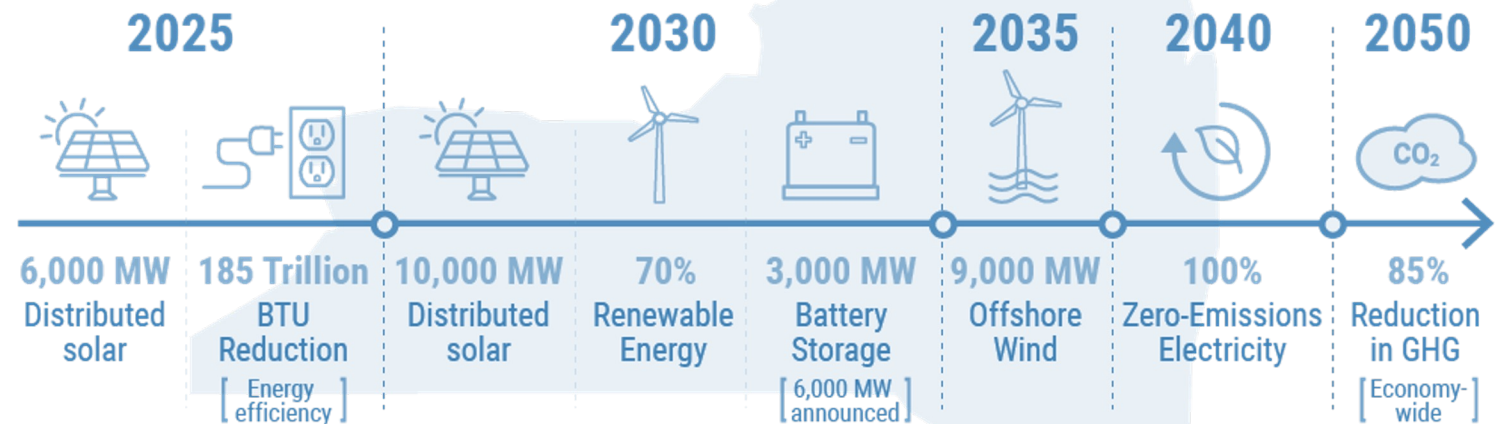 2025
2030
2035
2040
2050
CO₂
6,000 MW
Distributed
solar
185 Trillion
BTU
Reduction
[Energy
efficiency]
10,000 MW
Distributed
solar
70%
Renewable
Energy
3,000 MW
Battery
Storage
[6,000 MW
announced]
9,000 MW
Offshore
Wind
100%
Zero-Emissions
Electricity
85%
Reduction
in GHG
[Economy-
wide]